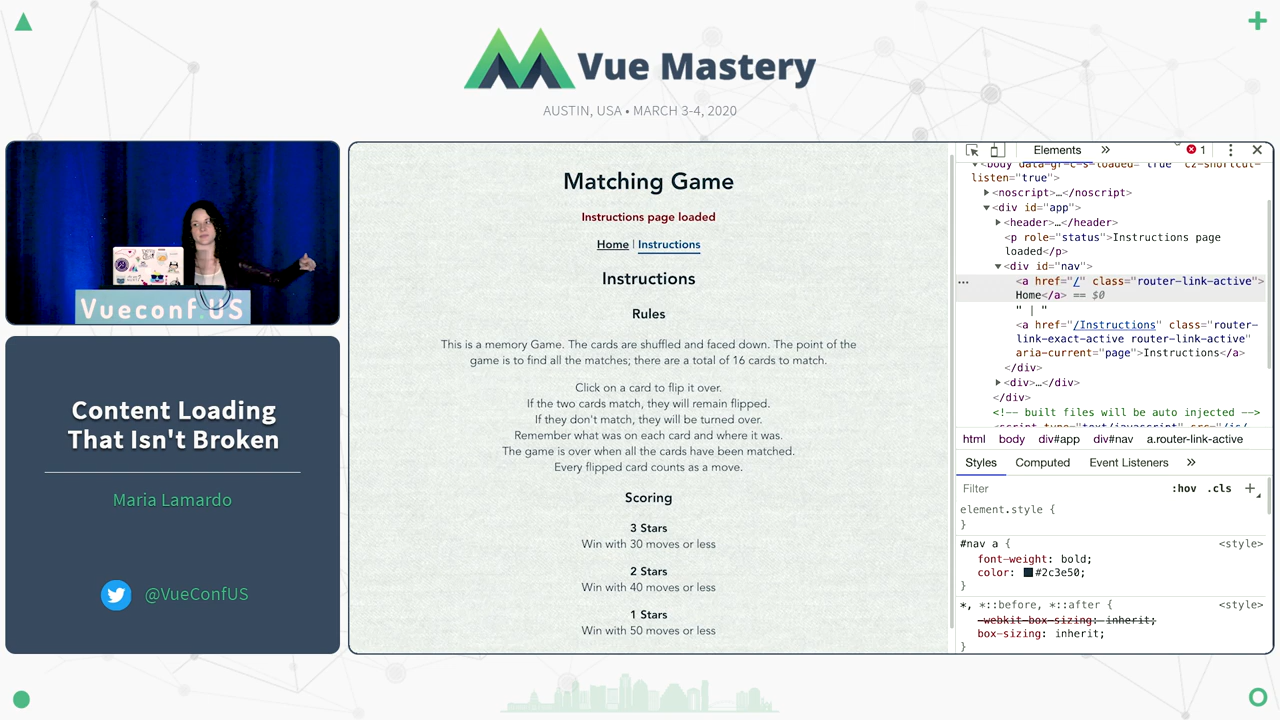 Vue Mastery
AUSTIN, USA • MARCH 3-4, 2020
Vueconf.US
Content Loading
That Isn't Broken
Maria Lamardo
@VueConfUS
Matching Game
Instructions page loaded
Home | Instructions
Instructions
Rules
This is a memory Game. The cards are shuffled and faced down. The point of the
game is to find all the matches; there are a total of 16 cards to match.
Click on a card to flip it over.
If the two cards match, they will remain flipped.
If they don't match, they will be turned over.
Remember what was on each card and where it was.
The game is over when all the cards have been matched.
Every flipped card counts as a move.
Scoring
3 Stars
Win with 30 moves or less
2 Stars
Win with 40 moves or less
1 Stars
Win with 50 moves or less
Elements » 1
<body data-gr-c-s-loaded="true" cz-shortcut-
listen="true">
<noscript>…</noscript>
<div id="app">
<header>…</header>
<p role="status">Instructions page
loaded</p>
<div id="nav">
<a href="/" class="router-link-active">
Home</a> == $0
" | "
<a href="/Instructions" class="router-
link-exact-active router-link-active"
aria-current="page">Instructions</a>
</div>
<div>…</div>
</div>
<!-- built files will be auto injected -->
html body div#app div#nav a.router-link-active
Styles Computed Event Listeners »
Filter :hov .cls +
element.style {
}
#nav a { <style>
font-weight: bold;
color: #2c3e50;
}
*, *::before, *::after { <style>
-webkit-box-sizing: inherit;
box-sizing: inherit;
}